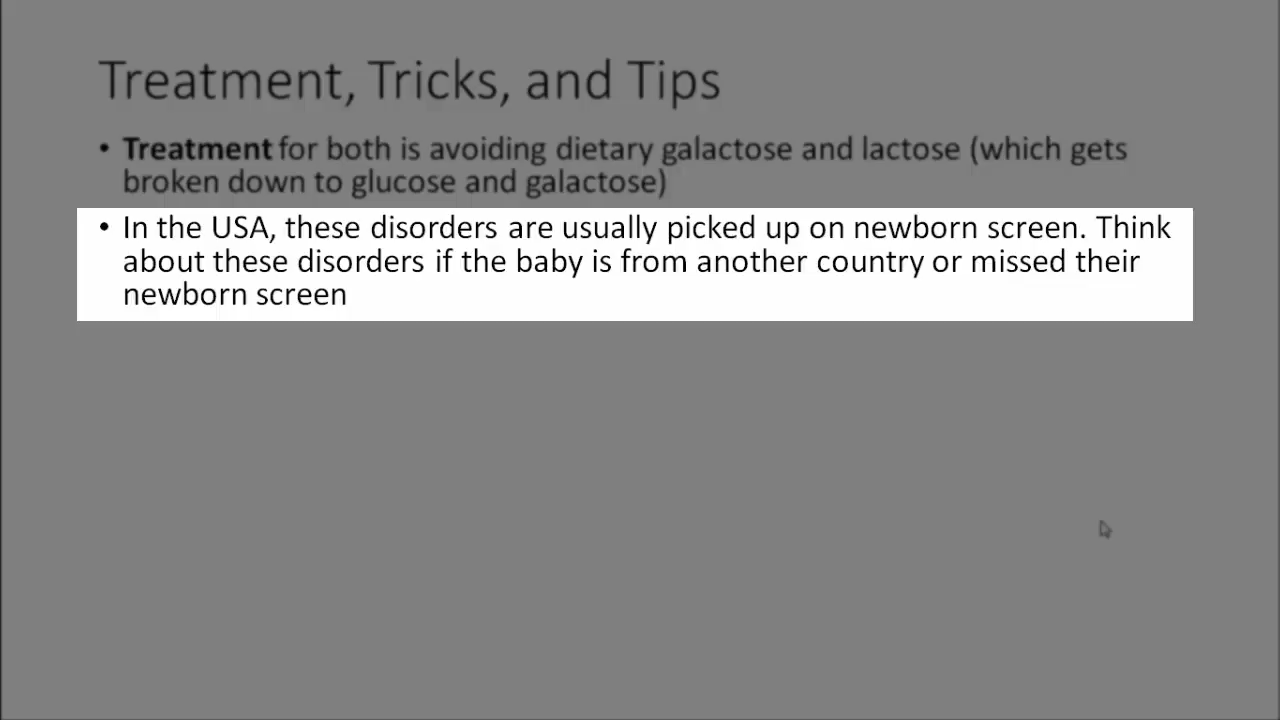 Treatment, Tricks, and Tips
• Treatment for both is avoiding dietary galactose and lactose (which gets
broken down to glucose and galactose)
• In the USA, these disorders are usually picked up on newborn screen. Think
about these disorders if the baby is from another country or missed their
newborn screen